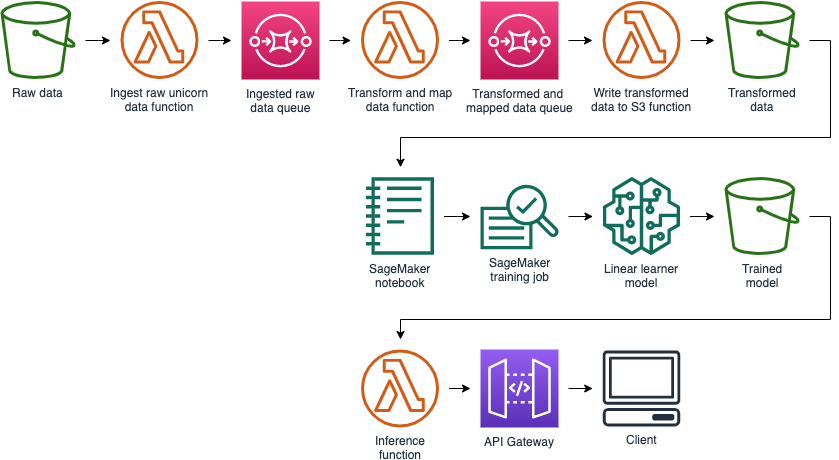 Raw data
Ingest raw unicorn
data function
Ingested raw
data queue
Transform and map
data function
Transformed and
mapped data queue
Write transformed
data to S3 function
Transformed
data
SageMaker
notebook
SageMaker
training job
Linear learner
model
Trained
model
</>
Inference
function
API Gateway
Client